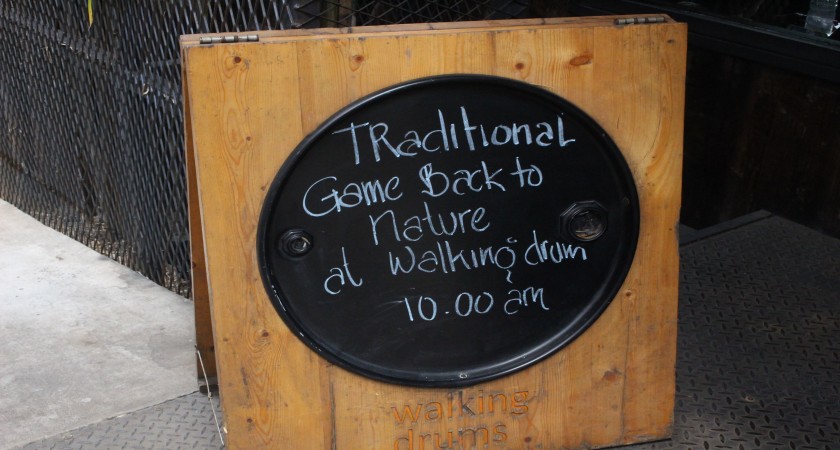 TRaditional
Game Back to
Nature
at Walking drum
10.00 am
walking
drums